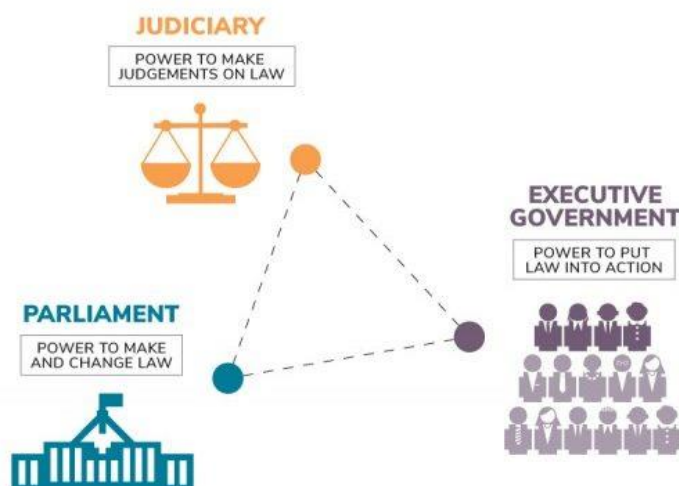 JUDICIARY
POWER TO MAKE
JUDGEMENTS ON LAW
EXECUTIVE
GOVERNMENT
POWER TO PUT
LAW INTO ACTION
PARLIAMENT
POWER TO MAKE
AND CHANGE LAW